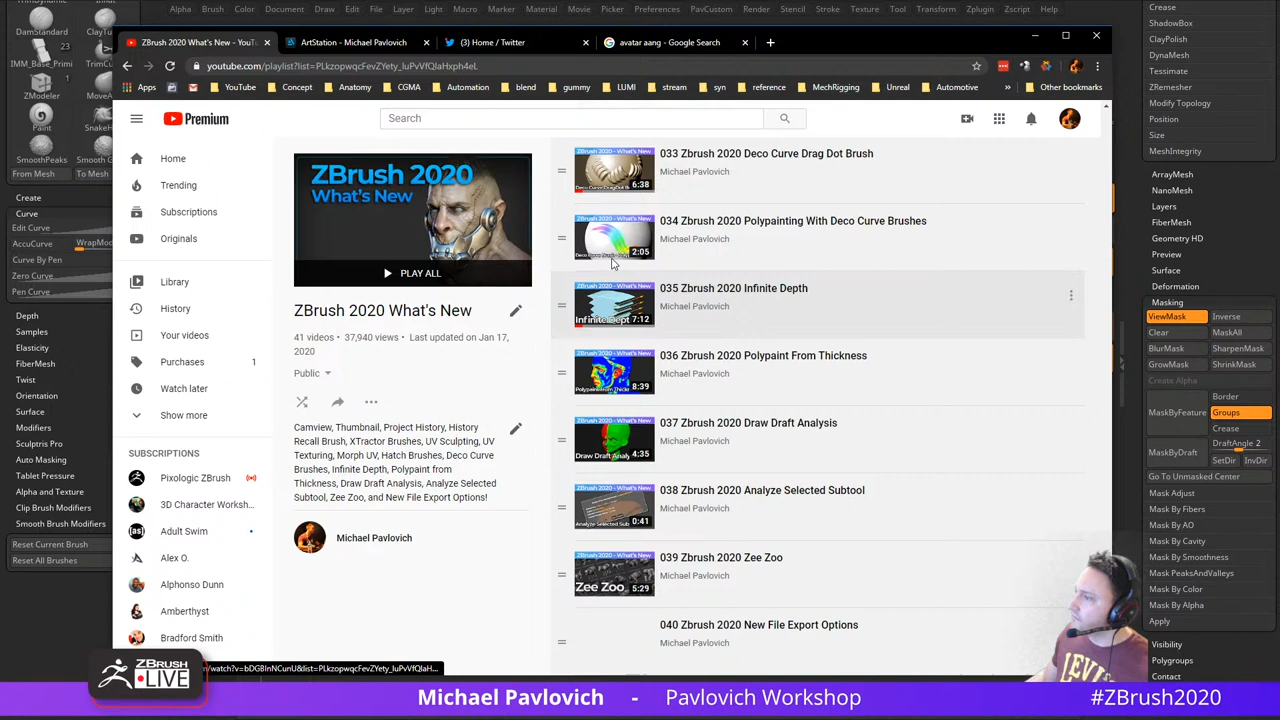 Alpha Brush Color Document Draw Edit File Layer Light Macro Marker Material Movie Picker Preferences PavCustom Render Stencil Stroke Texture Tool Transform Zplugin Zscript Help
DamStandard
23
IMM_Base_Primi
TrimCu
ZModeler
MoveA
Paint
SnakeH
SmoothPeaks
Smooth G
From Mesh
To Mesh
Create
Curve
Edit Curve
AccuCurve
WrapMod
Curve By Pen
Zero Curve
Pen Curve
Depth
Samples
Elasticity
FiberMesh
Twist
Orientation
Surface
Modifiers
Sculptris Pro
Auto Masking
Tablet Pressure
Alpha and Texture
Clip Brush Modifiers
Smooth Brush Modifiers
Reset Current Brush
Reset All Brushes
ZBrush 2020 What's New - YouT
ArtStation - Michael Pavlovich
(3) Home / Twitter
avatar aang - Google Search
youtube.com/playlist?list=PLkzopwqcFevZYety_luPvVfQlaHxph4eL
Apps YouTube Concept Anatomy CGMA Automation blend gummy LUMI stream syn reference MechRigging Unreal Automotive » Other bookmarks
Premium
Search
Home
Trending
Subscriptions
Originals
Library
History
Your videos
Purchases 1
Watch later
Show more
SUBSCRIPTIONS
Pixologic ZBrush
3D Character Worksh...
Adult Swim
Alex O.
Alphonso Dunn
Amberthyst
Bradford Smith
ZBRUSH 2020
What's New
PLAY ALL
ZBrush 2020 What's New
41 videos • 37,940 views • Last updated on Jan 17,
2020
Public
Camview, Thumbnail, Project History, History
Recall Brush, XTractor Brushes, UV Sculpting, UV
Texturing, Morph UV, Hatch Brushes, Deco Curve
Brushes, Infinite Depth, Polypaint from
Thickness, Draw Draft Analysis, Analyze Selected
Subtool, Zee Zoo, and New File Export Options!
Michael Pavlovich
033 Zbrush 2020 Deco Curve Drag Dot Brush
Michael Pavlovich
6:38
034 Zbrush 2020 Polypainting With Deco Curve Brushes
Michael Pavlovich
2:05
035 Zbrush 2020 Infinite Depth
Michael Pavlovich
7:12
036 Zbrush 2020 Polypaint From Thickness
Michael Pavlovich
8:39
037 Zbrush 2020 Draw Draft Analysis
Michael Pavlovich
4:35
038 Zbrush 2020 Analyze Selected Subtool
Michael Pavlovich
0:41
039 Zbrush 2020 Zee Zoo
Michael Pavlovich
Zee Zoo
5:29
040 Zbrush 2020 New File Export Options
Michael Pavlovich
Crease
ShadowBox
ClayPolish
DynaMesh
Tessimate
ZRemesher
Modify Topology
Position
Size
MeshIntegrity
ArrayMesh
NanoMesh
Layers
FiberMesh
Geometry HD
Preview
Surface
Deformation
Masking
ViewMask Inverse
Clear MaskAll
BlurMask SharpenMask
GrowMask ShrinkMask
Create Alpha
Border
MaskByFeature Groups
Crease
DraftAngle 2
MaskByDraft
SetDir InvDir
Go To Unmasked Center
Mask Adjust
Mask By Fibers
Mask By AO
Mask By Cavity
Mask By Smoothness
Mask PeaksAndValleys
Mask By Color
Mask By Alpha
Apply
Visibility
Polygroups
Contact
m/watch?v=bDGBInNCunU&list=PLkzopwqcFevZYety_luPvVfQlaH...
ZBRUSH
LIVE
Michael Pavlovich - Pavlovich Workshop #ZBrush2020